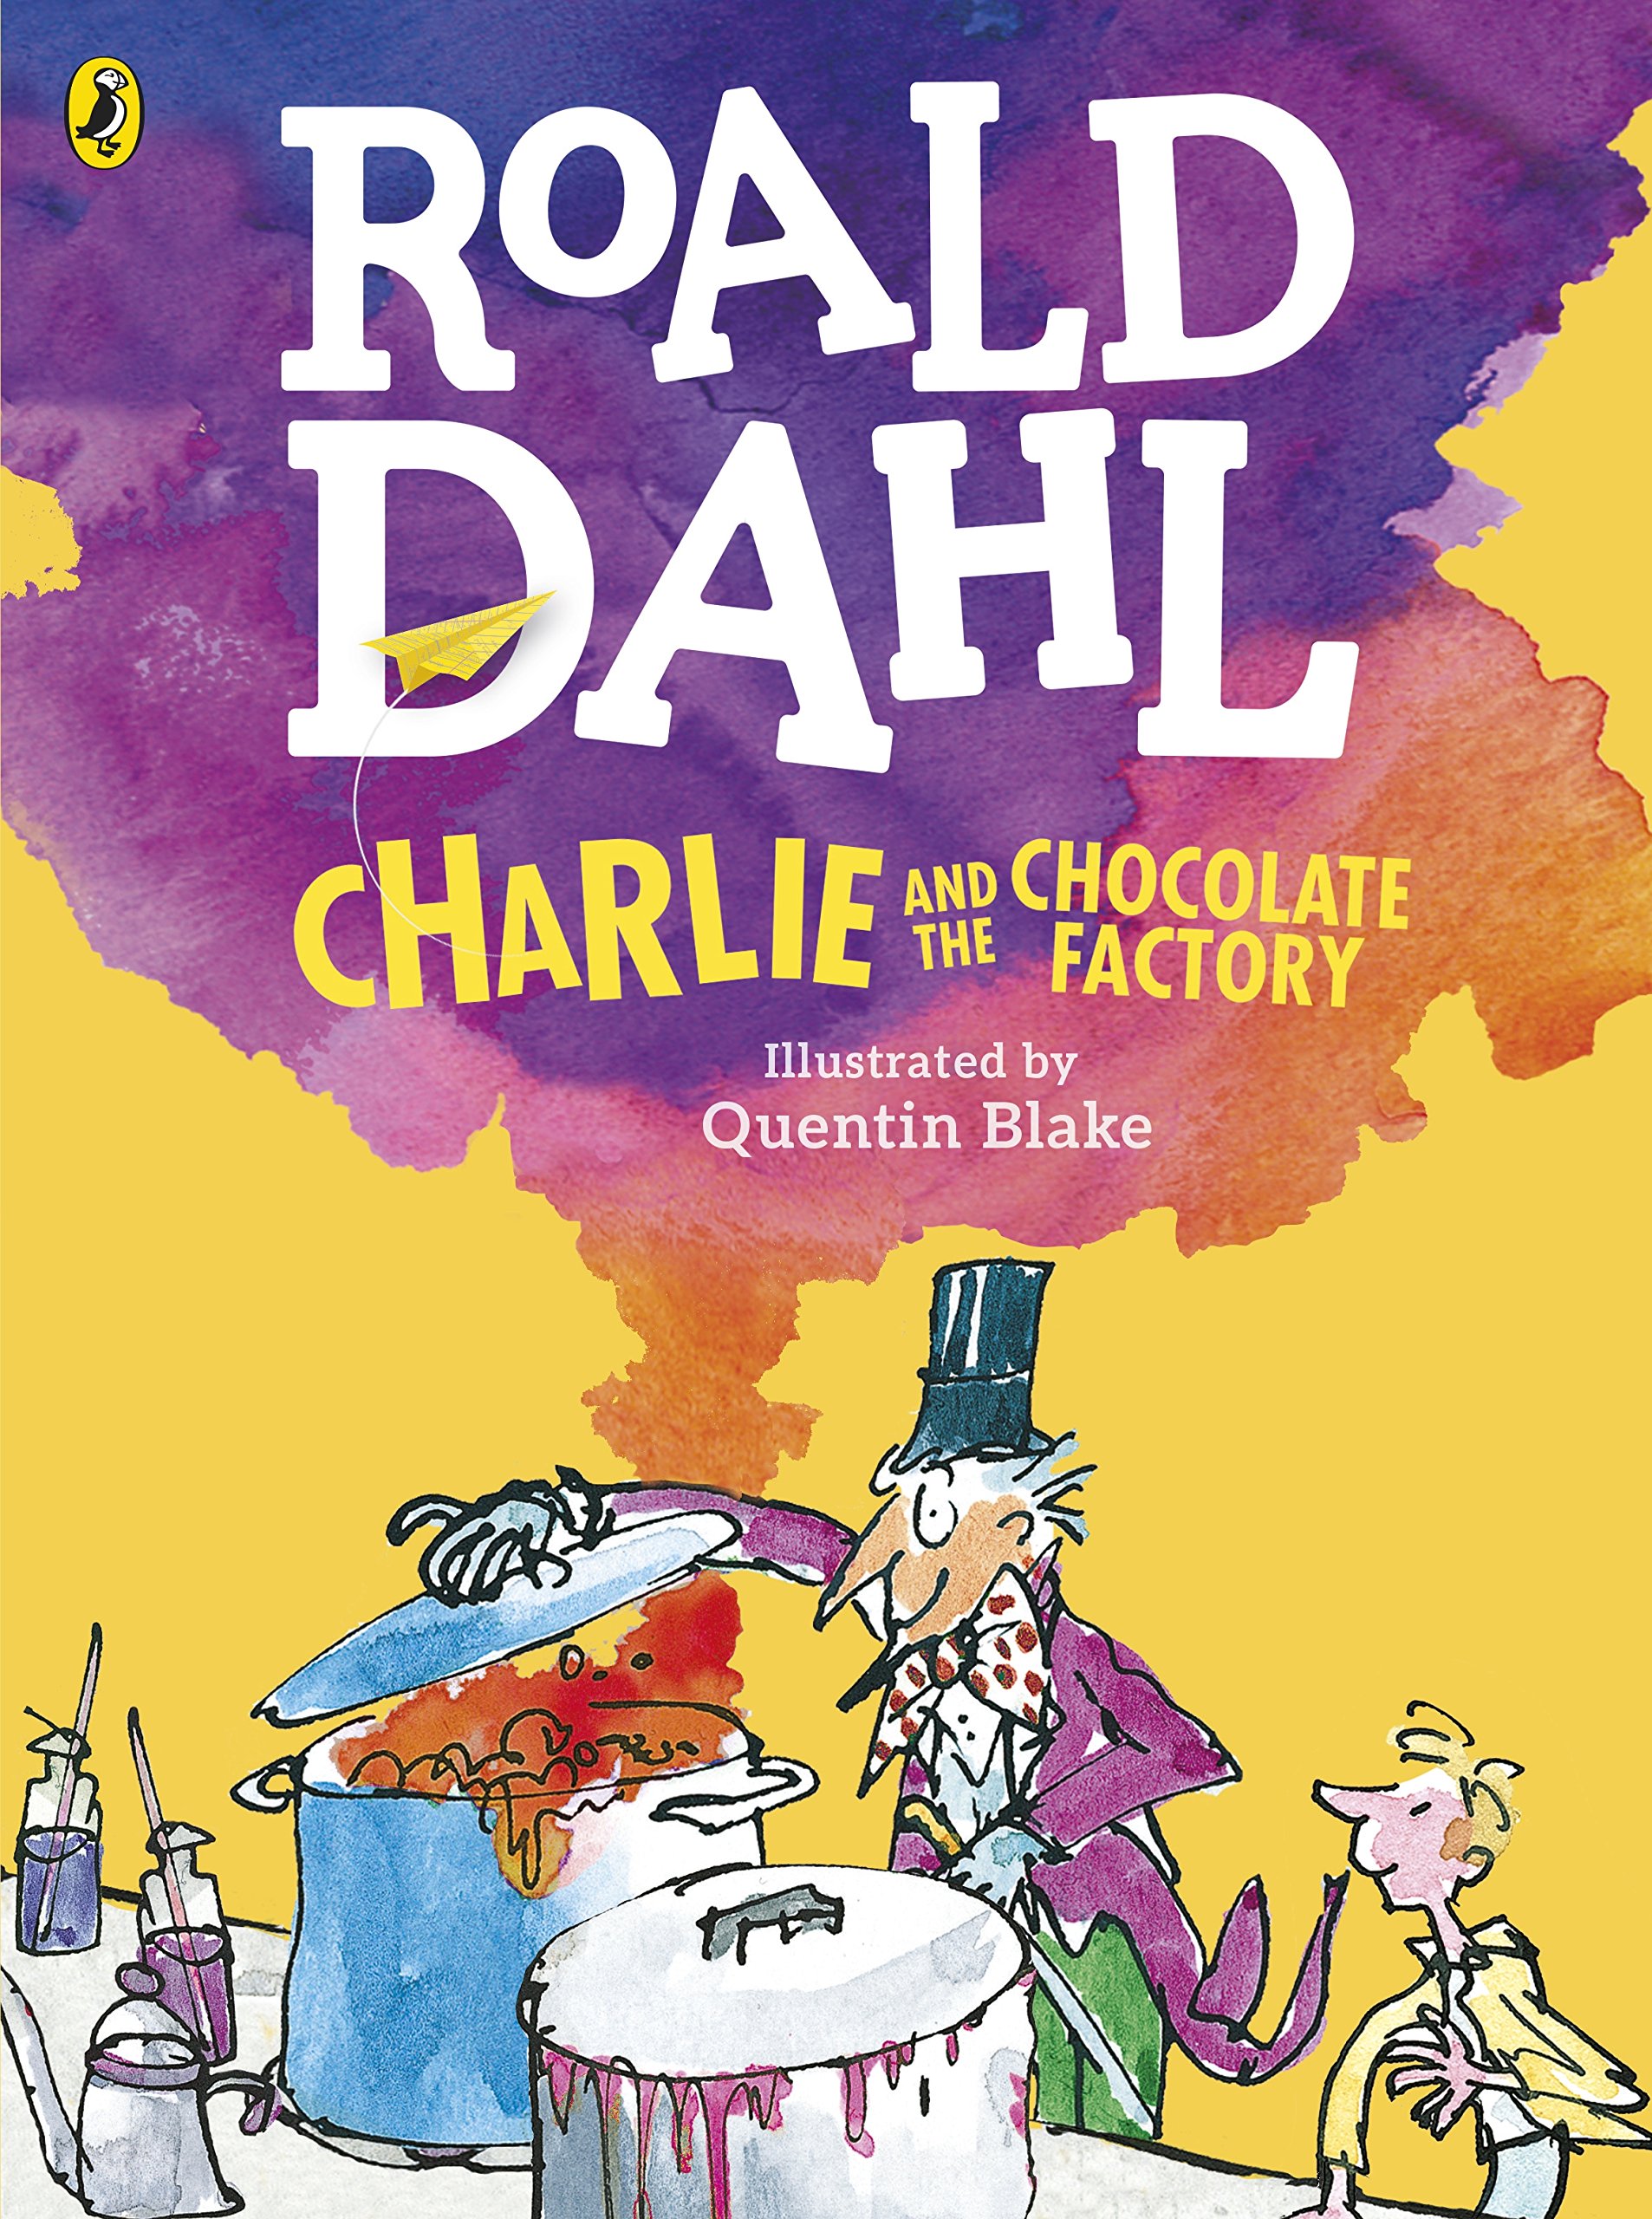 ROALD
DAHL
CHARLIE AND THE CHOCOLATE FACTORY
Illustrated by
Quentin Blake